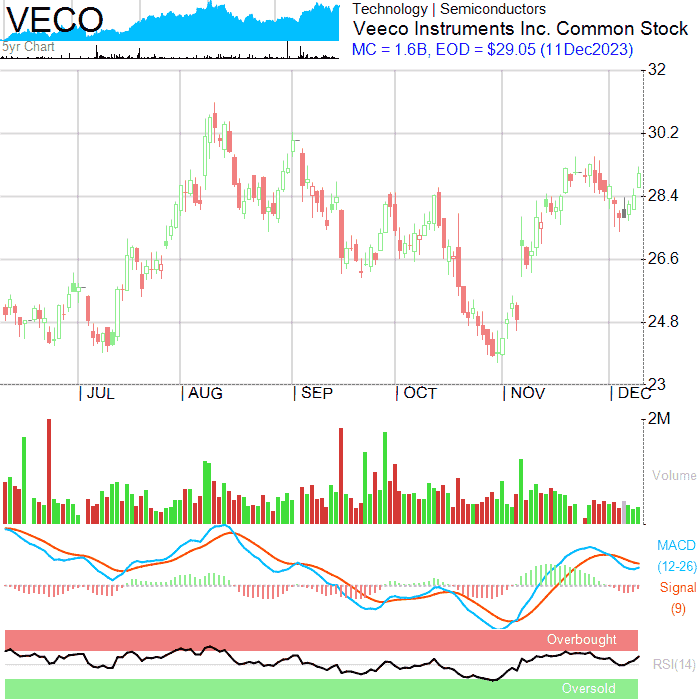 VECO
5yr Chart
Technology | Semiconductors
Veeco Instruments Inc. Common Stock
MC = 1.6B, EOD = $29.05 (11Dec2023)
32
30.2
28.4
26.6
24.8
23
JUL AUG SEP OCT NOV DEC
2M
Volume
MACD
(12-26)
Signal
(9)
Overbought
RSI(14)
Oversold